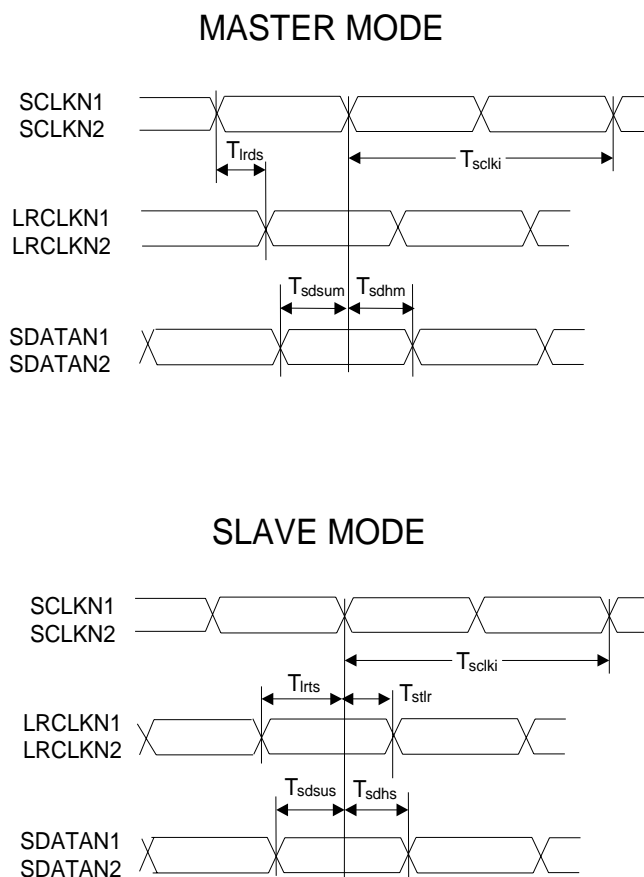 MASTER MODE
SCLKN1
SCLKN2
Tlrds
Tsclki
LRCLKN1
LRCLKN2
Tsdsum
Tsdhm
SDATAN1
SDATAN2
SLAVE MODE
SCLKN1
SCLKN2
Tsclki
Tlrts
Tstlr
LRCLKN1
LRCLKN2
Tsdsus
Tsdhs
SDATAN1
SDATAN2